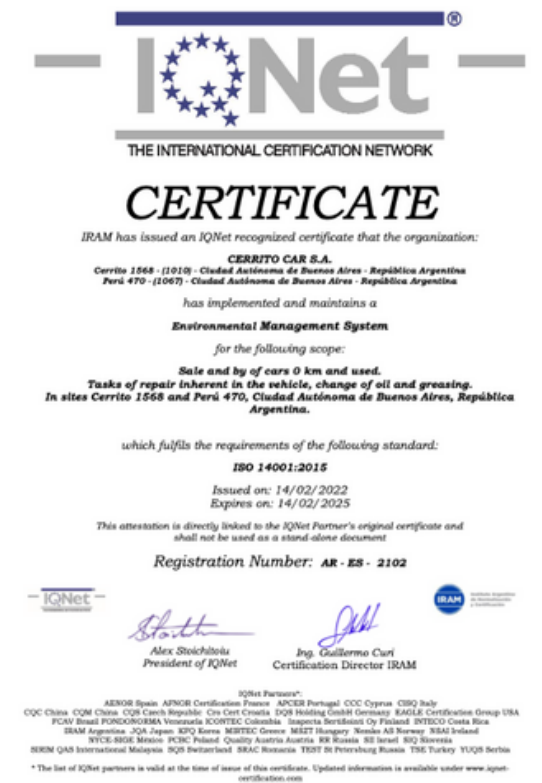 IQNet ®
THE INTERNATIONAL CERTIFICATION NETWORK
CERTIFICATE
IRAM has issued an IQNet recognized certificate that the organization:
CERRITO CAR S.A.
Cerrito 1568 - (1010) - Ciudad Autónoma de Buenos Aires - República Argentina
Perú 470 - (1067) - Ciudad Autónoma de Buenos Aires - República Argentina
has implemented and maintains a
Environmental Management System
for the following scope:
Sale and by of cars 0 km and used.
Tasks of repair inherent in the vehicle, change of oil and greasing.
In sites Cerrito 1568 and Perú 470, Ciudad Autónoma de Buenos Aires, República
Argentina.
which fulfils the requirements of the following standard:
ISO 14001:2015
Issued on: 14/02/2022
Expires on: 14/02/2025
This attestation is directly linked to the IQNet Partner's original certificate and
shall not be used as a stand-alone document
Registration Number: AR - ES - 2102
IQNet
IRAM
Alex Stoichitoiu
President of IQNet
Ing. Guillermo Curi
Certification Director IRAM
IQNet Partners*:
AENOR Spain AFNOR Certification France APCER Portugal CCC Cyprus CISQ Italy
CQC China CQM China CQS Czech Republic Cro Cert Croatia DQS Holding GmbH Germany EAGLE Certification Group USA
FCAV Brazil FONDONORMA Venezuela ICONTEC Colombia Inspecta Sertifiointi Oy Finland INTECO Costa Rica
IRAM Argentina JQA Japan KFQ Korea MIRTEC Greece MSZT Hungary Nemko AS Norway NSAI Ireland
NYCE-SIGE México PCBC Poland Quality Austria Austria RR Russia SII Israel SIQ Slovenia
SIRIM QAS International Malaysia SQS Switzerland SRAC Romania TEST St Petersburg Russia TSE Turkey YUQS Serbia
* The list of IQNet partners is valid at the time of issue of this certificate. Updated information is available under www.iqnet-
certification.com